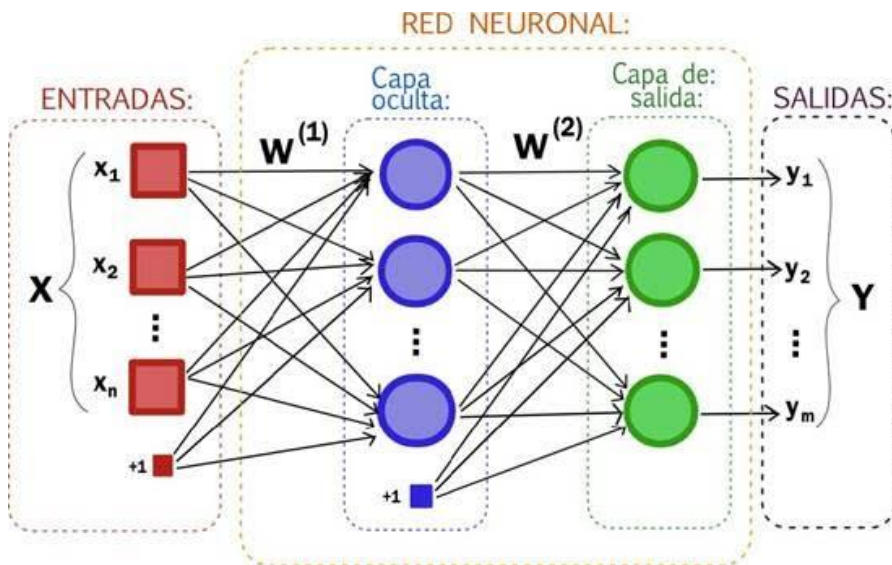 RED NEURONAL:
ENTRADAS:
Capa
oculta:
Capa de:
salida:
SALIDAS:
W(1)
W(2)
x1
x2
⋮
xn
+1
X
⋮
+1
⋮
y1
y2
⋮
ym
Y